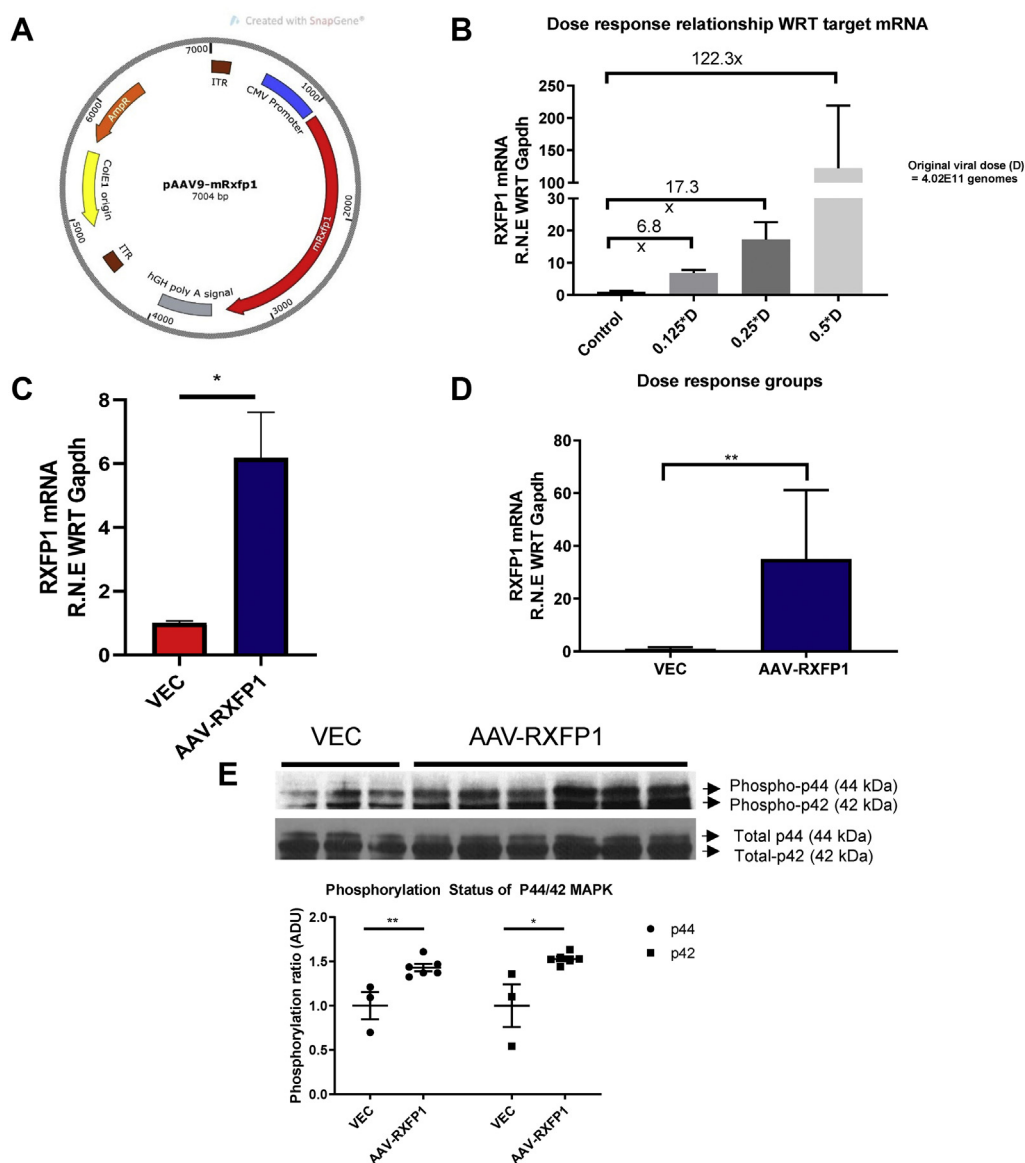 A
Created with SnapGene®
7000
ITR
CMV Promoter
1000
mRxfp1
2000
3000
hGH poly A signal
4000
ITR
5000
ColE1 origin
AmpR
6000
pAAV9-mRxfp1
7004 bp
B
Dose response relationship WRT target mRNA
RXFP1 mRNA
R.N.E WRT Gapdh
250
200
150
100
50
20
10
0
122.3x
17.3
x
6.8
x
Control
0.125*D
0.25*D
0.5*D
Original viral dose (D)
= 4.02E11 genomes
C
RXFP1 mRNA
R.N.E WRT Gapdh
8
6
4
2
0
*
VEC
AAV-RXFP1
D
Dose response groups
RXFP1 mRNA
R.N.E WRT Gapdh
80
60
40
20
0
**
VEC
AAV-RXFP1
E
VEC
AAV-RXFP1
Phospho-p44 (44 kDa)
Phospho-p42 (42 kDa)
Total p44 (44 kDa)
Total-p42 (42 kDa)
Phosphorylation Status of P44/42 MAPK
Phosphorylation ratio (ADU)
2.0
1.5
1.0
0.5
0.0
**
*
p44
p42
VEC
AAV-RXFP1
VEC
AAV-RXFP1